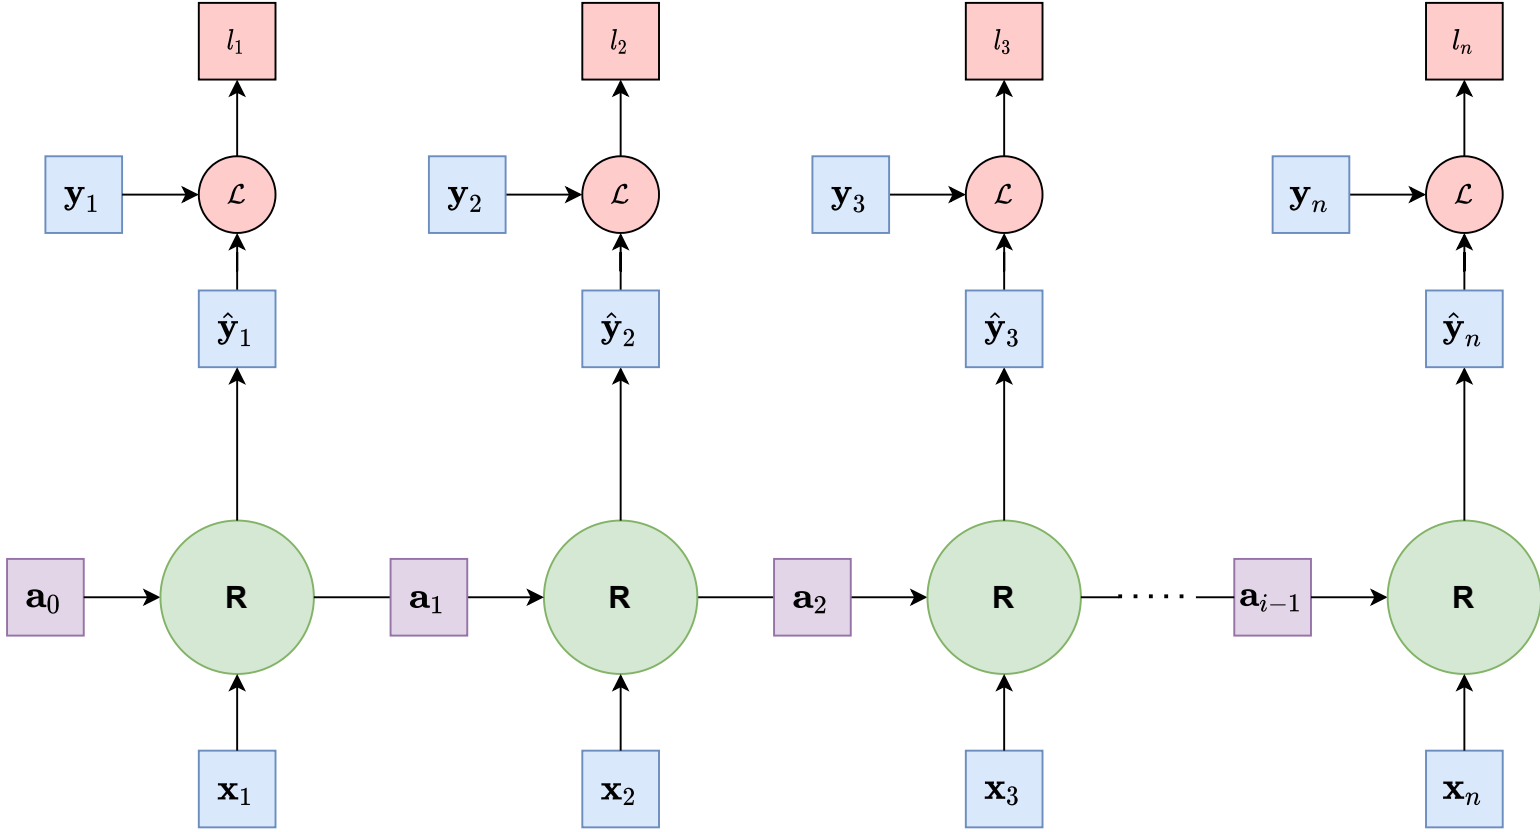 l₁ l₂ l₃ lₙ
y₁ ℒ y₂ ℒ y₃ ℒ yₙ ℒ
ŷ₁ ŷ₂ ŷ₃ ŷₙ
a₀ R a₁ R a₂ R ····· aᵢ₋₁ R
x₁ x₂ x₃ xₙ